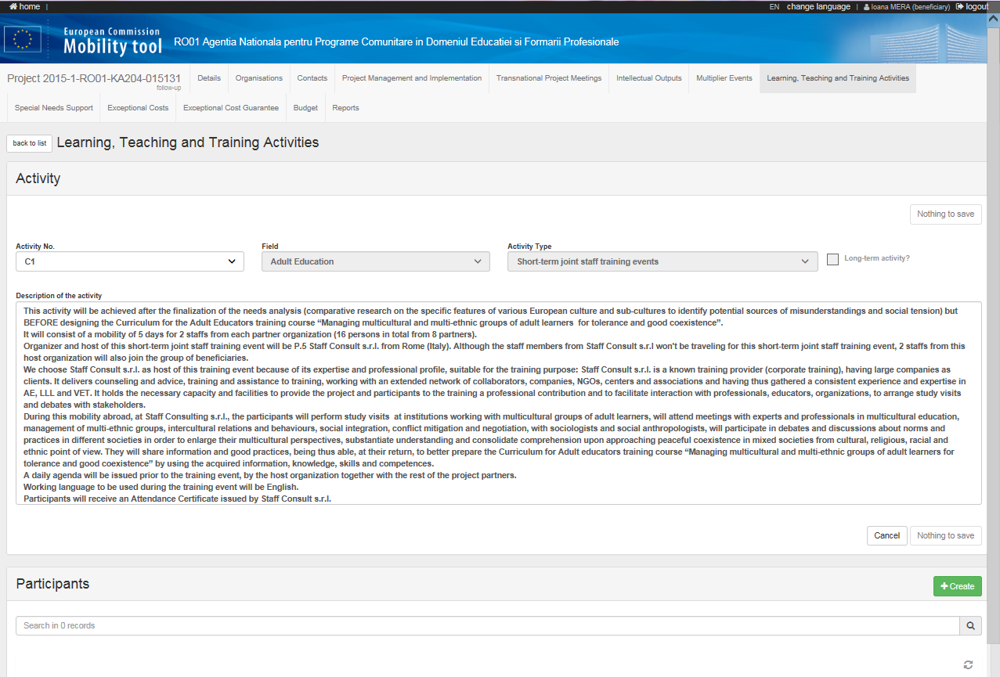 home |
EN change language | Ioana MERA (beneficiary) logout
European Commission
Mobility tool
RO01 Agentia Nationala pentru Programe Comunitare in Domeniul Educatiei si Formarii Profesionale
Project 2015-1-RO01-KA204-015131
follow-up
Details Organisations Contacts Project Management and Implementation Transnational Project Meetings Intellectual Outputs Multiplier Events Learning, Teaching and Training Activities
Special Needs Support Exceptional Costs Exceptional Cost Guarantee Budget Reports
back to list Learning, Teaching and Training Activities
Activity
Nothing to save
Activity No. Field Activity Type
C1 Adult Education Short-term joint staff training events Long-term activity?
Description of the activity
This activity will be achieved after the finalization of the needs analysis (comparative research on the specific features of various European culture and sub-cultures to identify potential sources of misunderstandings and social tension) but
BEFORE designing the Curriculum for the Adult Educators training course “Managing multicultural and multi-ethnic groups of adult learners for tolerance and good coexistence”.
It will consist of a mobility of 5 days for 2 staffs from each partner organization (16 persons in total from 8 partners).
Organizer and host of this short-term joint staff training event will be P.5 Staff Consult s.r.l. from Rome (Italy). Although the staff members from Staff Consult s.r.l won't be traveling for this short-term joint staff training event, 2 staffs from this
host organization will also join the group of beneficiaries.
We choose Staff Consult s.r.l. as host of this training event because of its expertise and professional profile, suitable for the training purpose: Staff Consult s.r.l. is a known training provider (corporate training), having large companies as
clients. It delivers counseling and advice, training and assistance to training, working with an extended network of collaborators, companies, NGOs, centers and associations and having thus gathered a consistent experience and expertise in
AE, LLL and VET. It holds the necessary capacity and facilities to provide the project and participants to the training a professional contribution and to facilitate interaction with professionals, educators, organizations, to arrange study visits
and debates with stakeholders.
During this mobility abroad, at Staff Consulting s.r.l., the participants will perform study visits at institutions working with multicultural groups of adult learners, will attend meetings with experts and professionals in multicultural education,
management of multi-ethnic groups, intercultural relations and behaviours, social integration, conflict mitigation and negotiation, with sociologists and social anthropologists, will participate in debates and discussions about norms and
practices in different societies in order to enlarge their multicultural perspectives, substantiate understanding and consolidate comprehension upon approaching peaceful coexistence in mixed societies from cultural, religious, racial and
ethnic point of view. They will share information and good practices, being thus able, at their return, to better prepare the Curriculum for Adult educators training course “Managing multicultural and multi-ethnic groups of adult learners for
tolerance and good coexistence” by using the acquired information, knowledge, skills and competences.
A daily agenda will be issued prior to the training event, by the host organization together with the rest of the project partners.
Working language to be used during the training event will be English.
Participants will receive an Attendance Certificate issued by Staff Consult s.r.l.
Cancel Nothing to save
Participants
Create
Search in 0 records